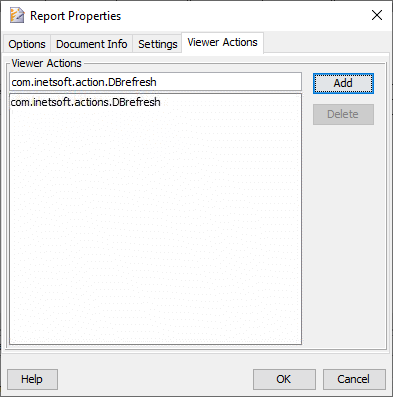 Report Properties
Options Document Info Settings Viewer Actions
Viewer Actions
com.inetsoft.action.DBrefresh Add
com.inetsoft.actions.DBrefresh
Delete
Help OK Cancel